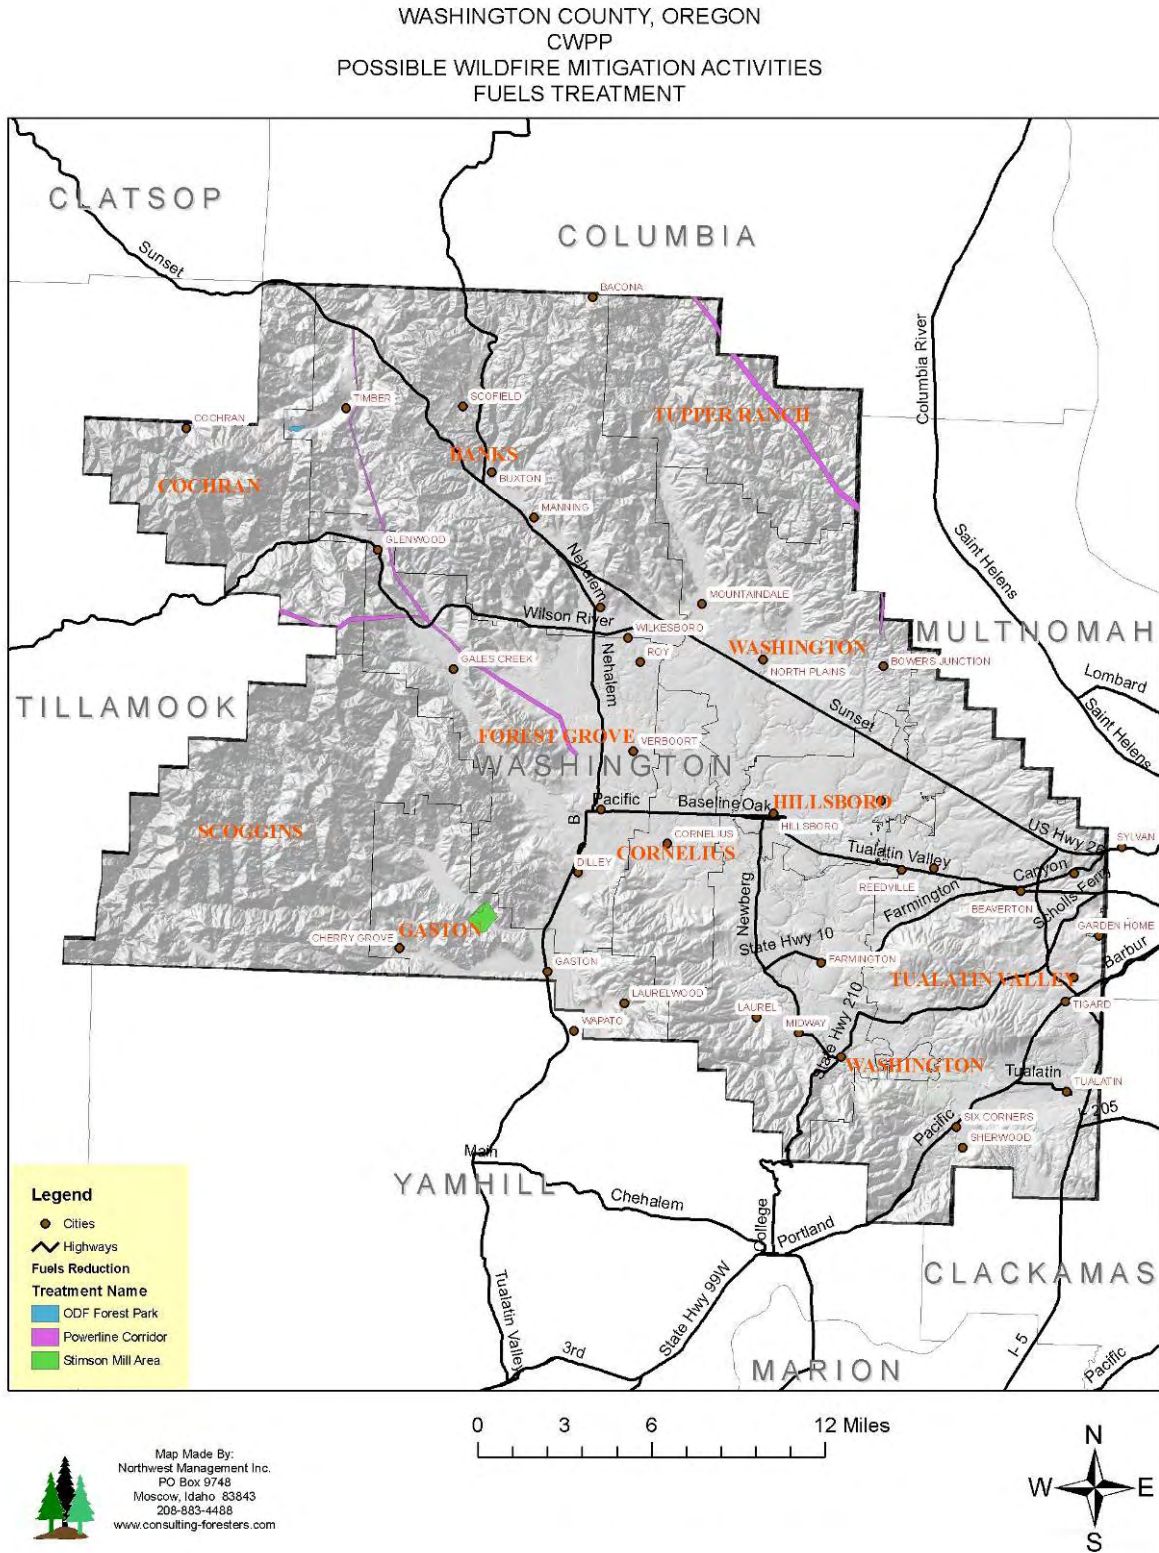 WASHINGTON COUNTY, OREGON
CWPP
POSSIBLE WILDFIRE MITIGATION ACTIVITIES
FUELS TREATMENT
CLATSOP
COLUMBIA
Sunset
BACONA
Columbia River
TIMBER
SCOFIELD
TUPPER RANCH
COCHRAN
BANKS
COCHRAN
BUXTON
MANNING
GLENWOOD
Nehalem
Saint Helens
MOUNTAINDALE
Wilson River
WILKESBORO
MULTNOMAH
WASHINGTON
ROY
Nehalem
GALES CREEK
NORTH PLAINS
BOWERS JUNCTION
Lombard
TILLAMOOK
Sunset
Saint Helens
FOREST GROVE
VERBOORT
WASHINGTON
Pacific
Baseline
Oak
HILLSBORO
B
SCOGGINS
HILLSBORO
US Hwy 26
CORNELIUS
CORNELIUS
SYLVAN
DILLEY
Tualatin Valley
REEDVILLE
Canyon
Farmington
BEAVERTON
Scholls Ferry
Newberg
GARDEN HOME
CHERRY GROVE
GASTON
State Hwy 10
Barbur
GASTON
FARMINGTON
TUALATIN VALLEY
LAURELWOOD
State Hwy 210
TIGARD
LAUREL
WAPATO
MIDWAY
WASHINGTON
Tualatin
TUALATIN
I- 205
Pacific
SIX CORNERS
SHERWOOD
Main
YAMHILL
Chehalem
College
Portland
Legend
Cities
Highways
Fuels Reduction
Treatment Name
ODF Forest Park
Powerline Corridor
Stimson Mill Area
Tualatin Valley
State Hwy 99W
CLACKAMAS
3rd
I- 5
MARION
Pacific
0 3 6 12 Miles
Map Made By:
Northwest Management Inc.
PO Box 9748
Moscow, Idaho 83843
208-883-4488
www.consulting-foresters.com
N
W E
S